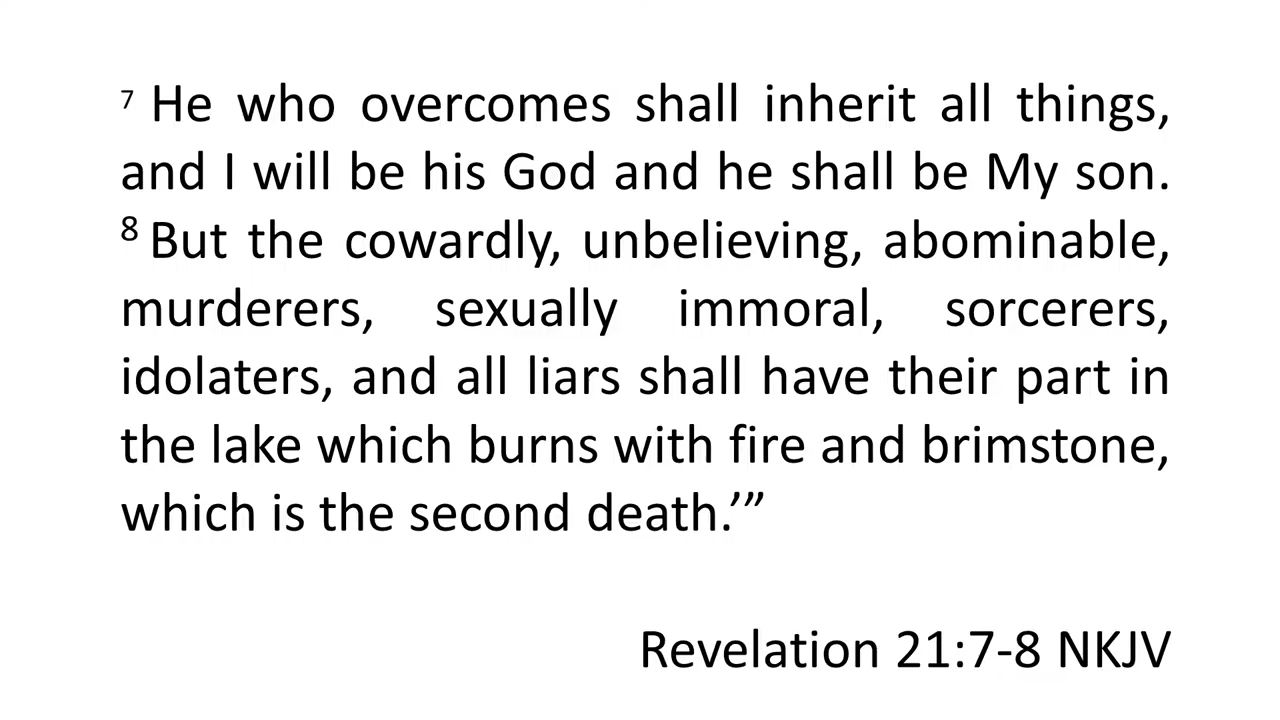 ⁷ He who overcomes shall inherit all things,
and I will be his God and he shall be My son.
⁸ But the cowardly, unbelieving, abominable,
murderers, sexually immoral, sorcerers,
idolaters, and all liars shall have their part in
the lake which burns with fire and brimstone,
which is the second death.’”
Revelation 21:7-8 NKJV